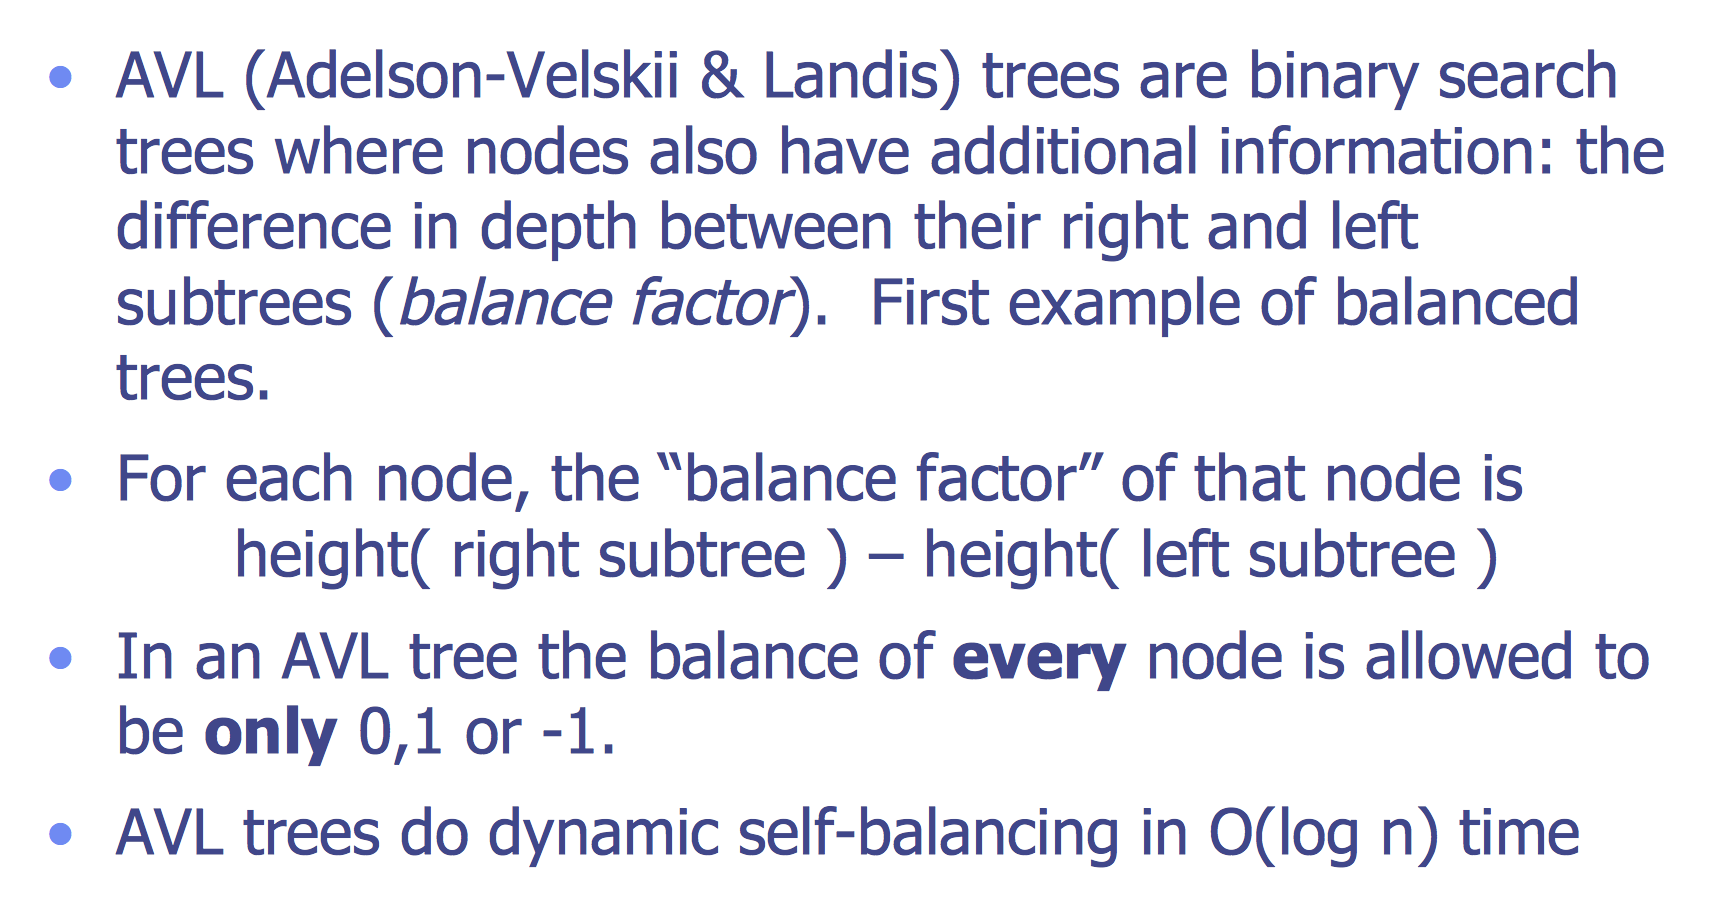 • AVL (Adelson-Velskii & Landis) trees are binary search
trees where nodes also have additional information: the
difference in depth between their right and left
subtrees (balance factor).  First example of balanced
trees.
• For each node, the “balance factor” of that node is
height( right subtree ) – height( left subtree )
• In an AVL tree the balance of every node is allowed to
be only 0,1 or -1.
• AVL trees do dynamic self-balancing in O(log n) time